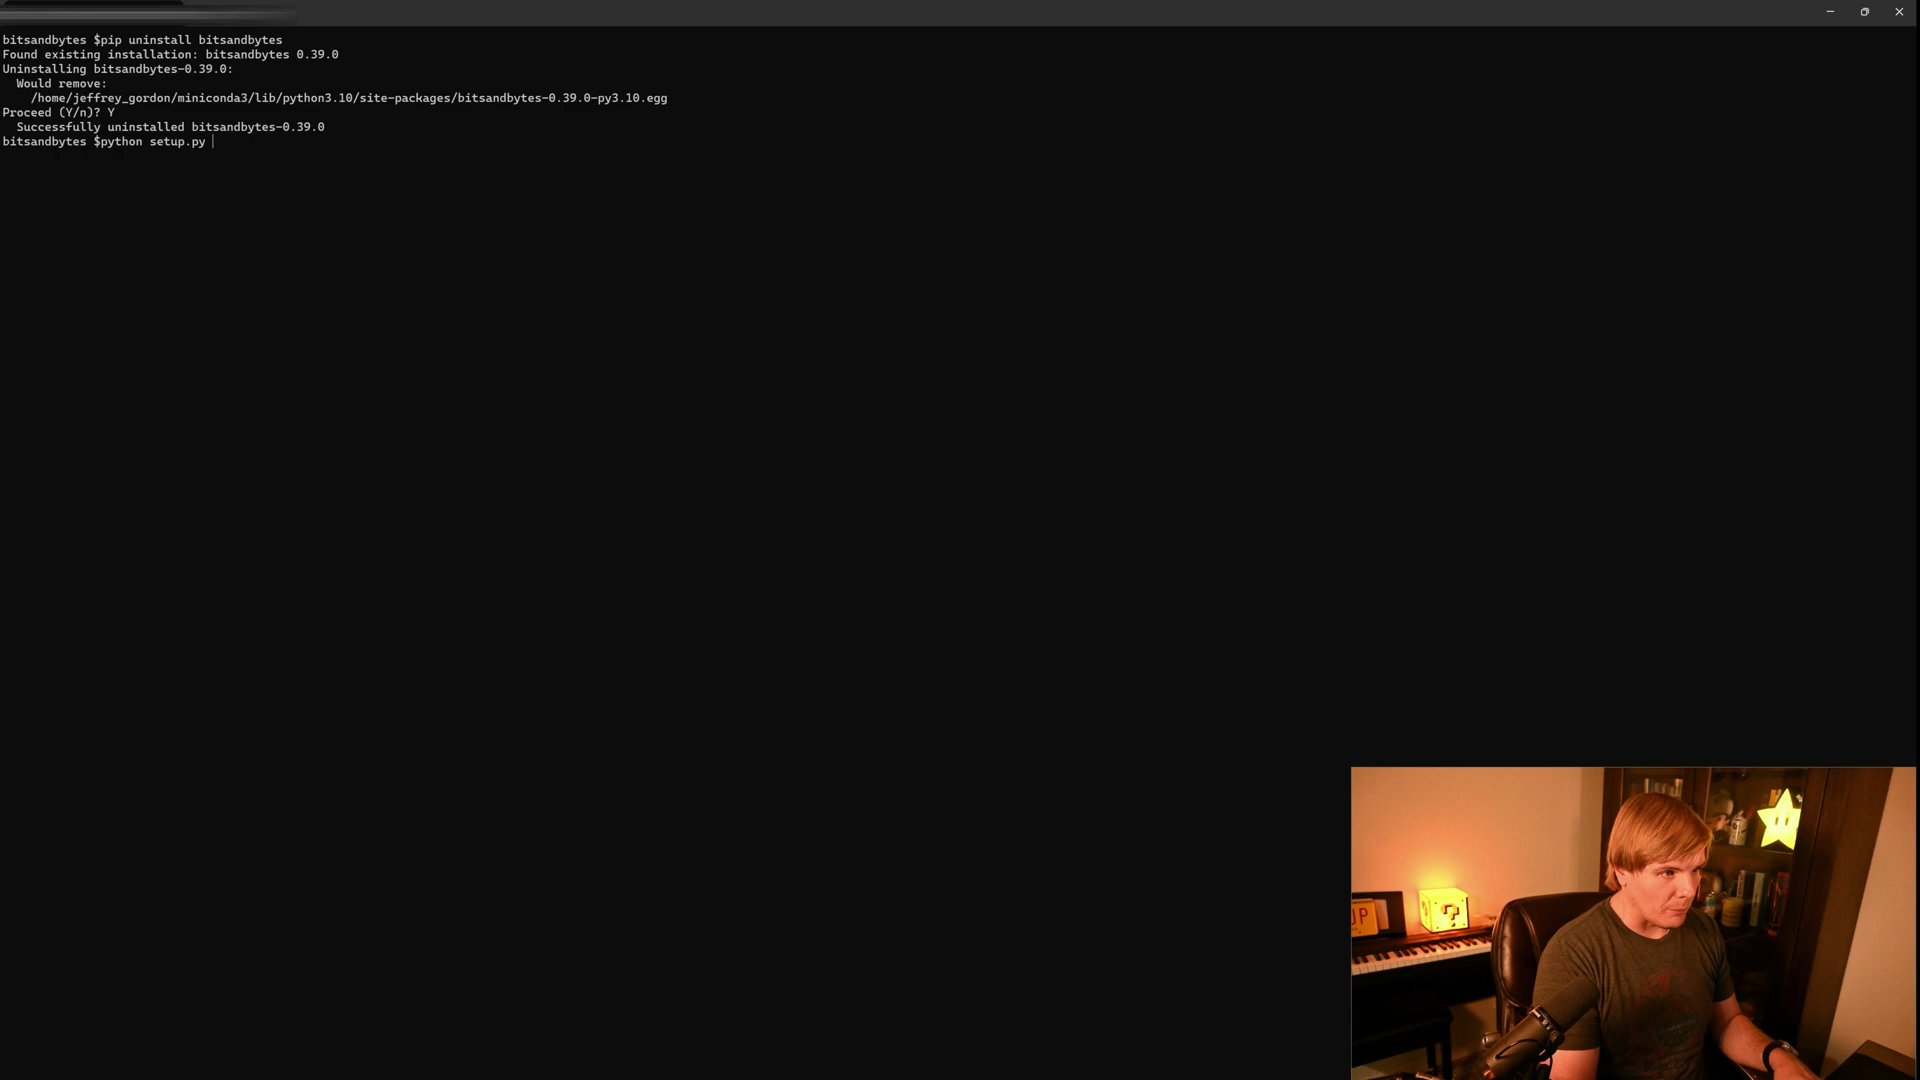 bitsandbytes $pip uninstall bitsandbytes
Found existing installation: bitsandbytes 0.39.0
Uninstalling bitsandbytes-0.39.0:
  Would remove:
    /home/jeffrey_gordon/miniconda3/lib/python3.10/site-packages/bitsandbytes-0.39.0-py3.10.egg
Proceed (Y/n)? Y
  Successfully uninstalled bitsandbytes-0.39.0
bitsandbytes $python setup.py
?
UP